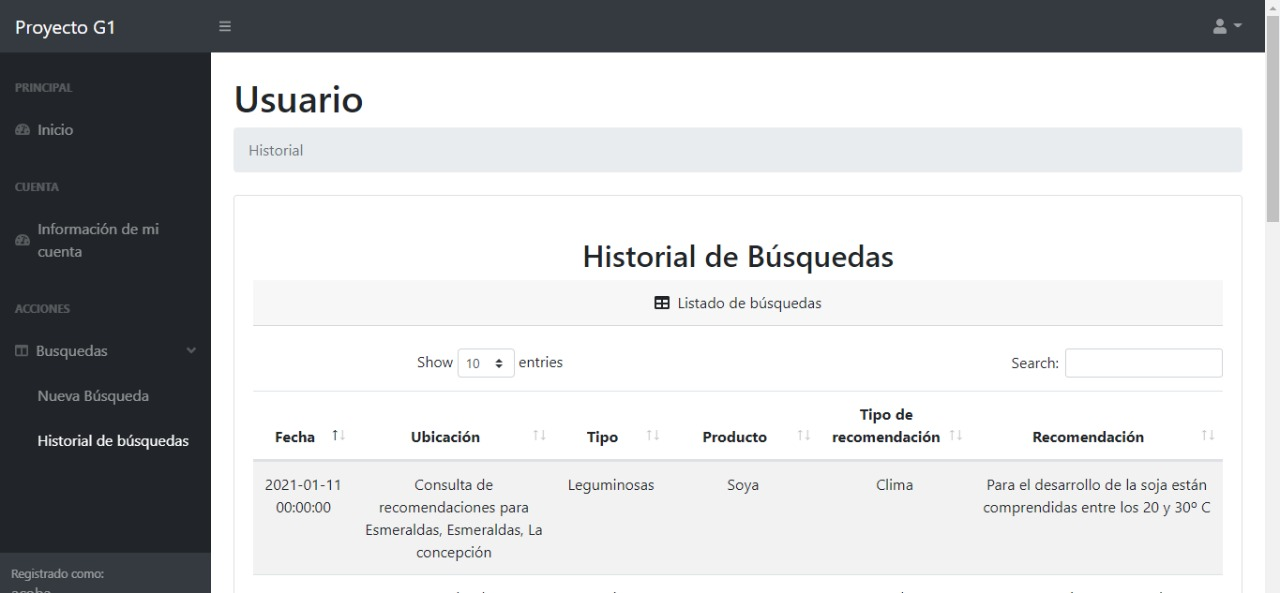 Proyecto G1
PRINCIPAL
Inicio
CUENTA
Información de mi
cuenta
ACCIONES
Busquedas
Nueva Búsqueda
Historial de búsquedas
Registrado como:
Usuario
Historial
Historial de Búsquedas
Listado de búsquedas
Show 10 entries
Search:
Tipo de
Fecha Ubicación Tipo Producto recomendación Recomendación
2021-01-11 Consulta de Leguminosas Soya Clima Para el desarrollo de la soja están
00:00:00 recomendaciones para comprendidas entre los 20 y 30º C
Esmeraldas, Esmeraldas, La
concepción